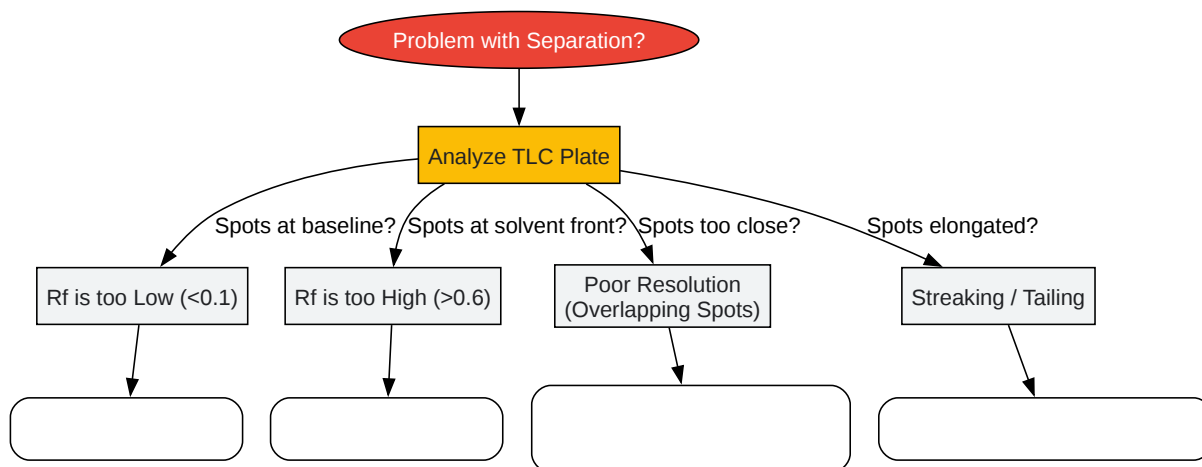 Problem with Separation?
Analyze TLC Plate
Spots at baseline?
Spots at solvent front?
Spots too close?
Spots elongated?
Rf is too Low (<0.1)
Rf is too High (>0.6)
Poor Resolution
(Overlapping Spots)
Streaking / Tailing